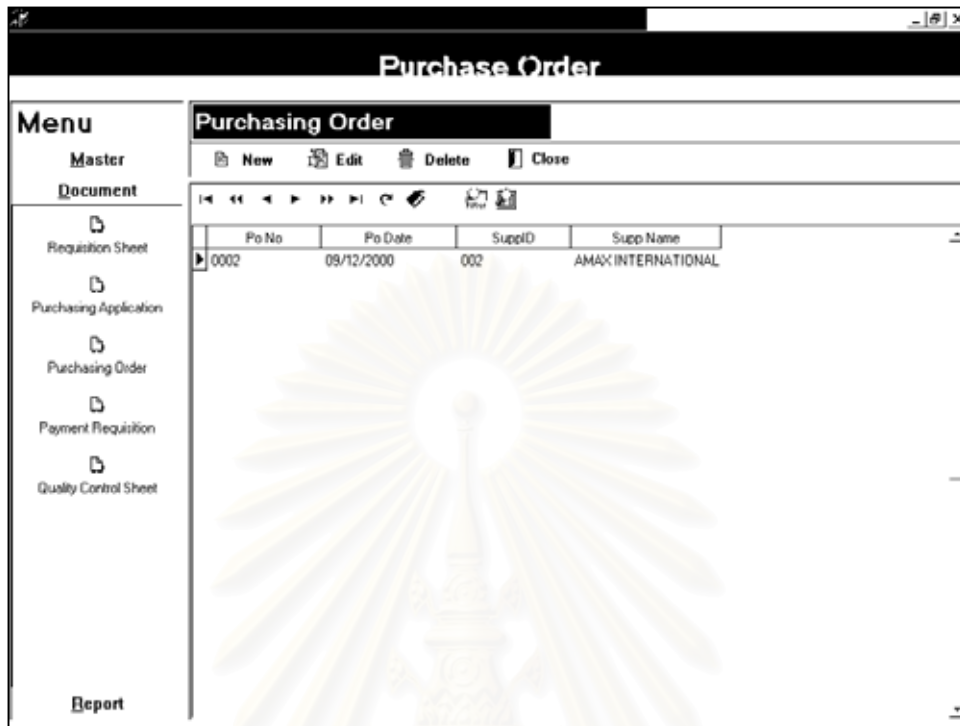 Purchase Order
Menu
Master
Document
Requisition Sheet
Purchasing Application
Purchasing Order
Payment Requisition
Quality Control Sheet
Report
Purchasing Order
New Edit Delete Close
Po No Po Date SuppID Supp Name
0002 09/12/2000 002 AMAX INTERNATIONAL